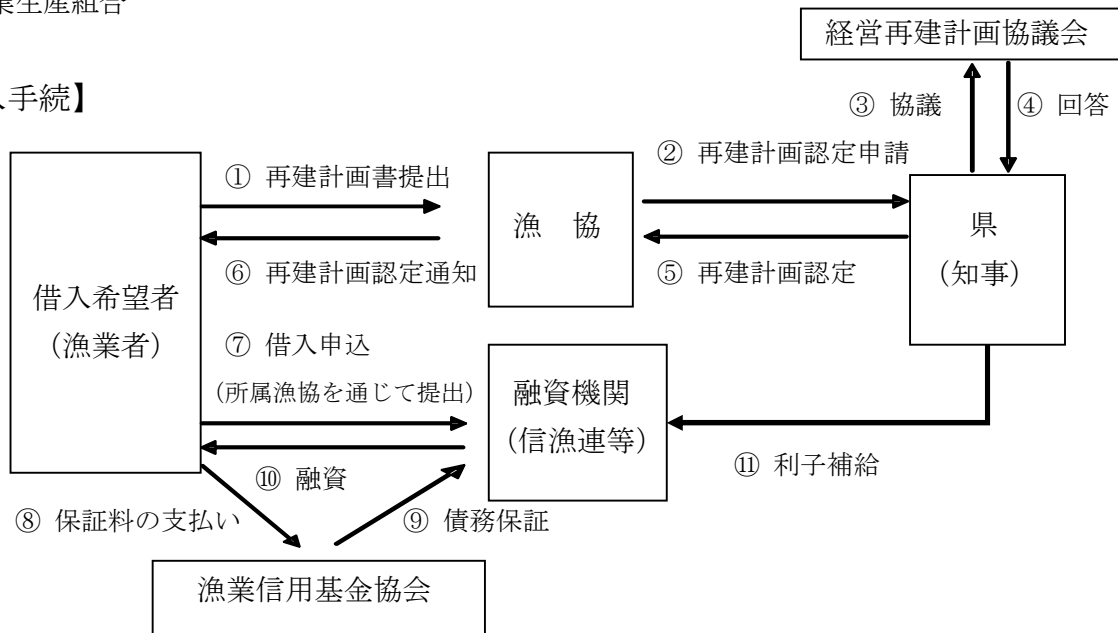 業生産組合
経営再建計画協議会
手続】
③ 協議
④ 回答
① 再建計画書提出
② 再建計画認定申請
漁 協
県
(知事)
⑥ 再建計画認定通知
⑤ 再建計画認定
借入希望者
(漁業者)
⑦ 借入申込
(所属漁協を通じて提出)
融資機関
(信漁連等)
⑩ 融資
⑪ 利子補給
⑧ 保証料の支払い
⑨ 債務保証
漁業信用基金協会